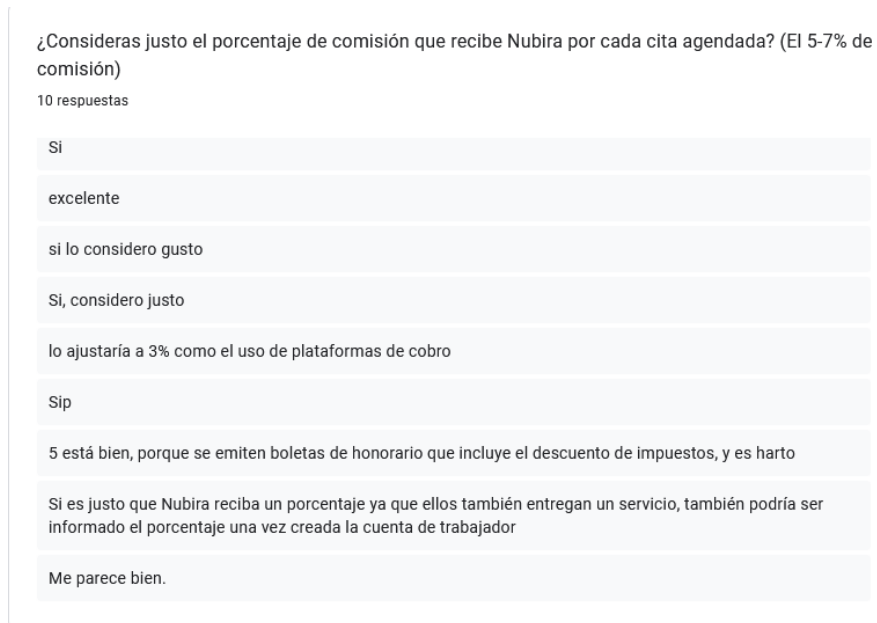 ¿Consideras justo el porcentaje de comisión que recibe Nubira por cada cita agendada? (El 5-7% de
comisión)
10 respuestas
Si
excelente
si lo considero gusto
Si, considero justo
lo ajustaría a 3% como el uso de plataformas de cobro
Sip
5 está bien, porque se emiten boletas de honorario que incluye el descuento de impuestos, y es harto
Si es justo que Nubira reciba un porcentaje ya que ellos también entregan un servicio, también podría ser
informado el porcentaje una vez creada la cuenta de trabajador
Me parece bien.